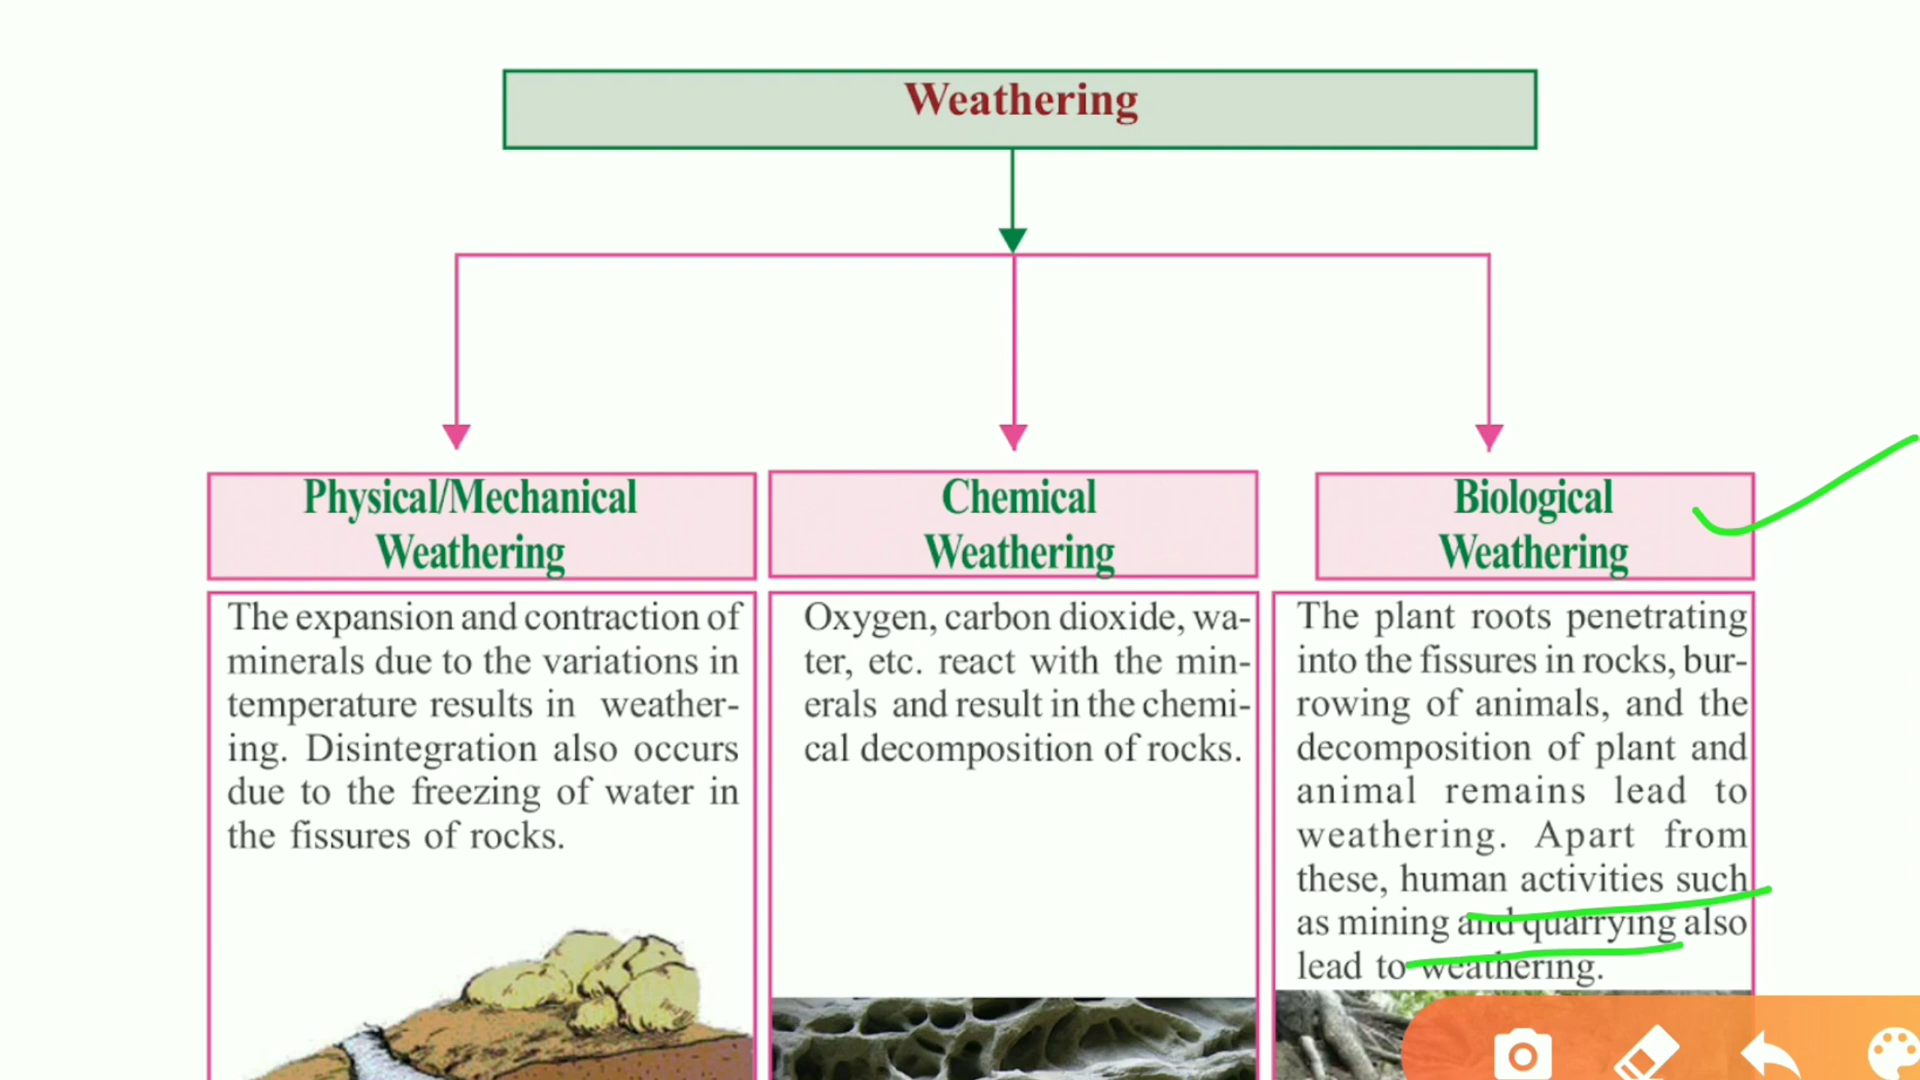 Weathering
Physical/Mechanical
Weathering
The expansion and contraction of
minerals due to the variations in
temperature results in weather-
ing. Disintegration also occurs
due to the freezing of water in
the fissures of rocks.
Chemical
Weathering
Oxygen, carbon dioxide, wa-
ter, etc. react with the min-
erals and result in the chemi-
cal decomposition of rocks.
Biological
Weathering
The plant roots penetrating
into the fissures in rocks, bur-
rowing of animals, and the
decomposition of plant and
animal remains lead to
weathering. Apart from
these, human activities such
as mining and quarrying also
lead to weathering.